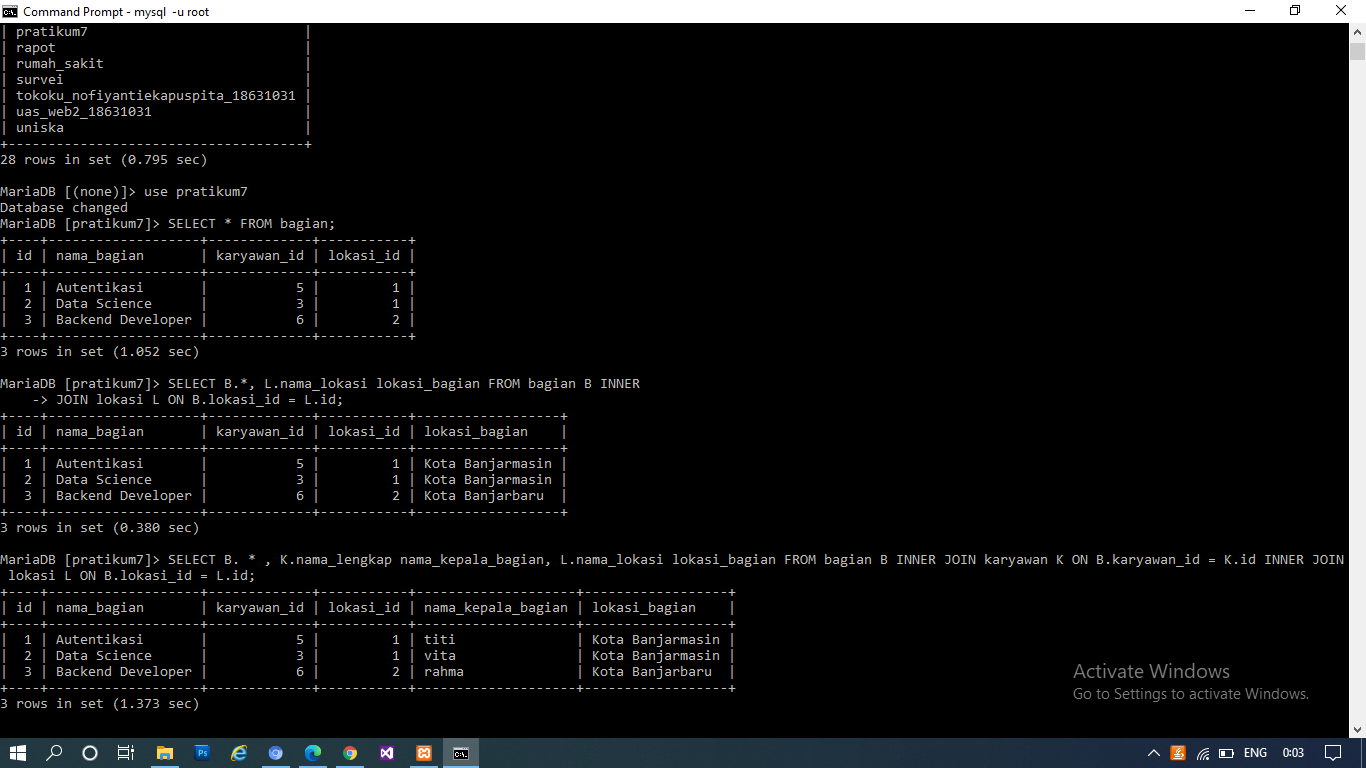 Command Prompt - mysql  -u root
| pratikum7                           |
| rapot                               |
| rumah_sakit                         |
| survei                              |
| tokoku_nofiyantiekapuspita_18631031 |
| uas_web2_18631031                   |
| uniska                              |
+-------------------------------------+
28 rows in set (0.795 sec)
MariaDB [(none)]> use pratikum7
Database changed
MariaDB [pratikum7]> SELECT * FROM bagian;
+----+-------------------+-------------+-----------+
| id | nama_bagian       | karyawan_id | lokasi_id |
+----+-------------------+-------------+-----------+
|  1 | Autentikasi       |           5 |         1 |
|  2 | Data Science      |           3 |         1 |
|  3 | Backend Developer |           6 |         2 |
+----+-------------------+-------------+-----------+
3 rows in set (1.052 sec)
MariaDB [pratikum7]> SELECT B.*, L.nama_lokasi lokasi_bagian FROM bagian B INNER
    -> JOIN lokasi L ON B.lokasi_id = L.id;
+----+-------------------+-------------+-----------+------------------+
| id | nama_bagian       | karyawan_id | lokasi_id | lokasi_bagian    |
+----+-------------------+-------------+-----------+------------------+
|  1 | Autentikasi       |           5 |         1 | Kota Banjarmasin |
|  2 | Data Science      |           3 |         1 | Kota Banjarmasin |
|  3 | Backend Developer |           6 |         2 | Kota Banjarbaru  |
+----+-------------------+-------------+-----------+------------------+
3 rows in set (0.380 sec)
MariaDB [pratikum7]> SELECT B. * , K.nama_lengkap nama_kepala_bagian, L.nama_lokasi lokasi_bagian FROM bagian B INNER JOIN karyawan K ON B.karyawan_id = K.id INNER JOIN
 lokasi L ON B.lokasi_id = L.id;
+----+-------------------+-------------+-----------+--------------------+------------------+
| id | nama_bagian       | karyawan_id | lokasi_id | nama_kepala_bagian | lokasi_bagian    |
+----+-------------------+-------------+-----------+--------------------+------------------+
|  1 | Autentikasi       |           5 |         1 | titi               | Kota Banjarmasin |
|  2 | Data Science      |           3 |         1 | vita               | Kota Banjarmasin |
|  3 | Backend Developer |           6 |         2 | rahma              | Kota Banjarbaru  |
+----+-------------------+-------------+-----------+--------------------+------------------+
3 rows in set (1.373 sec)
Activate Windows
Go to Settings to activate Windows.
Ps
ENG
0:03